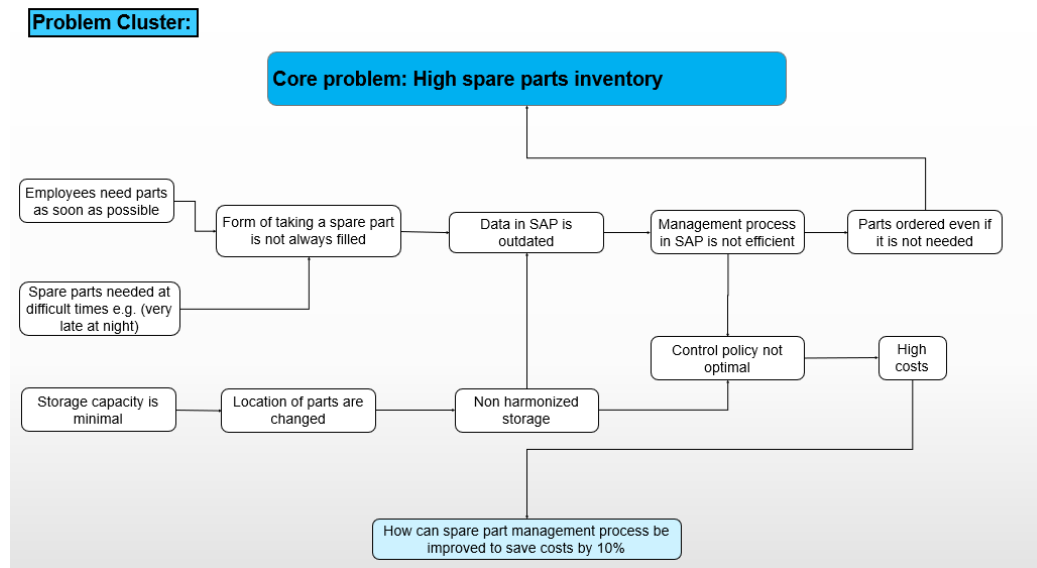 Problem Cluster:
Core problem: High spare parts inventory
Employees need parts
as soon as possible
Form of taking a spare part
is not always filled
Data in SAP is
outdated
Management process
in SAP is not efficient
Parts ordered even if
it is not needed
Spare parts needed at
difficult times e.g. (very
late at night)
Control policy not
optimal
High
costs
Storage capacity is
minimal
Location of parts are
changed
Non harmonized
storage
How can spare part management process be
improved to save costs by 10%